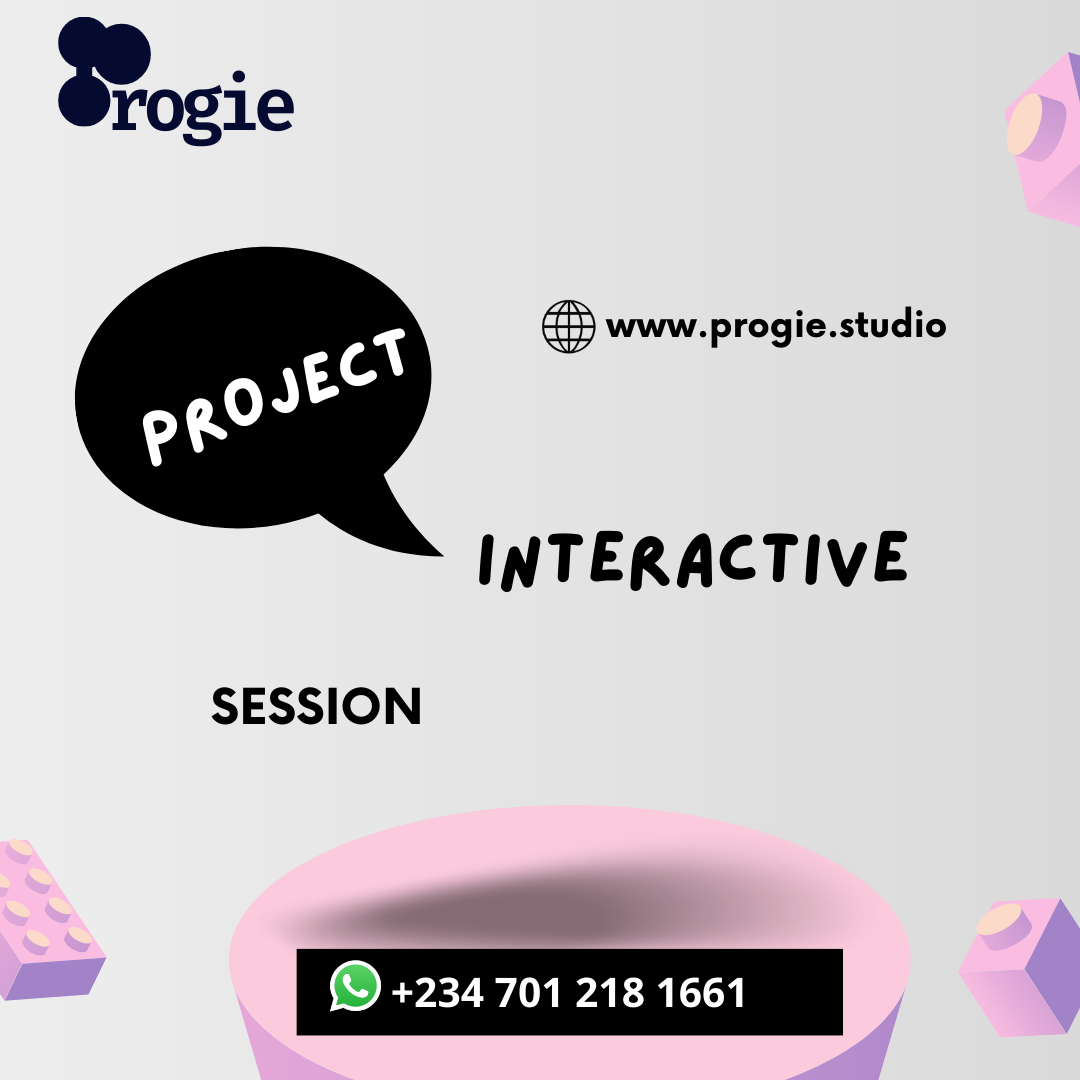 Progie
www.progie.studio
PROJECT
INTERACTIVE
SESSION
+234 701 218 1661